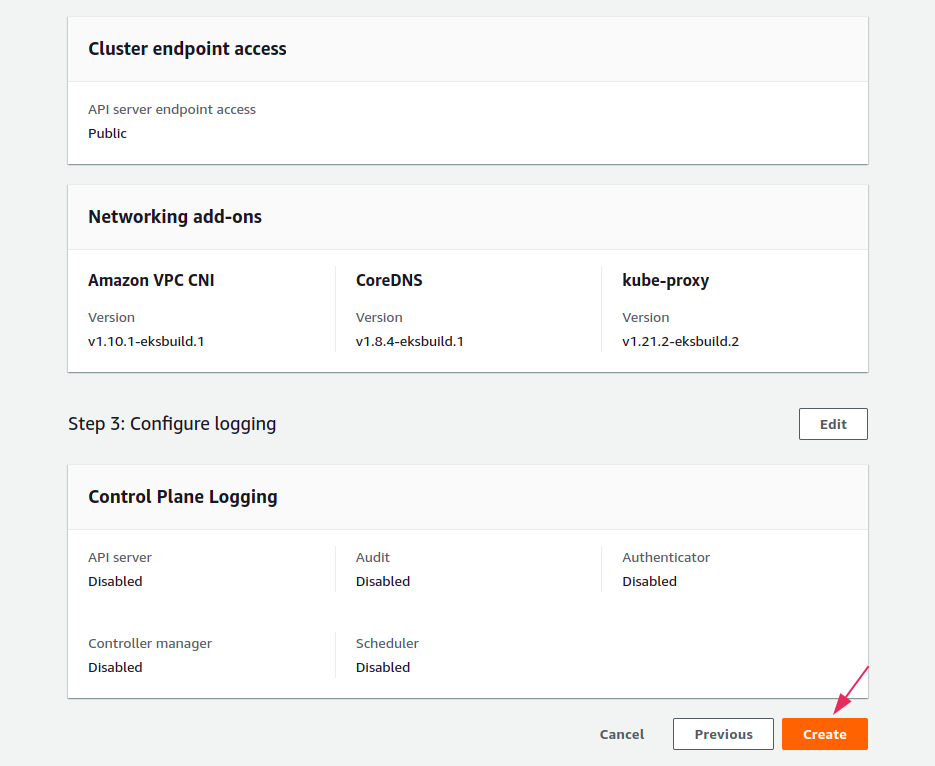 Cluster endpoint access
API server endpoint access
Public
Networking add-ons
Amazon VPC CNI
Version
v1.10.1-eksbuild.1
CoreDNS
Version
v1.8.4-eksbuild.1
kube-proxy
Version
v1.21.2-eksbuild.2
Step 3: Configure logging
Edit
Control Plane Logging
API server
Disabled
Audit
Disabled
Authenticator
Disabled
Controller manager
Disabled
Scheduler
Disabled
Cancel
Previous
Create